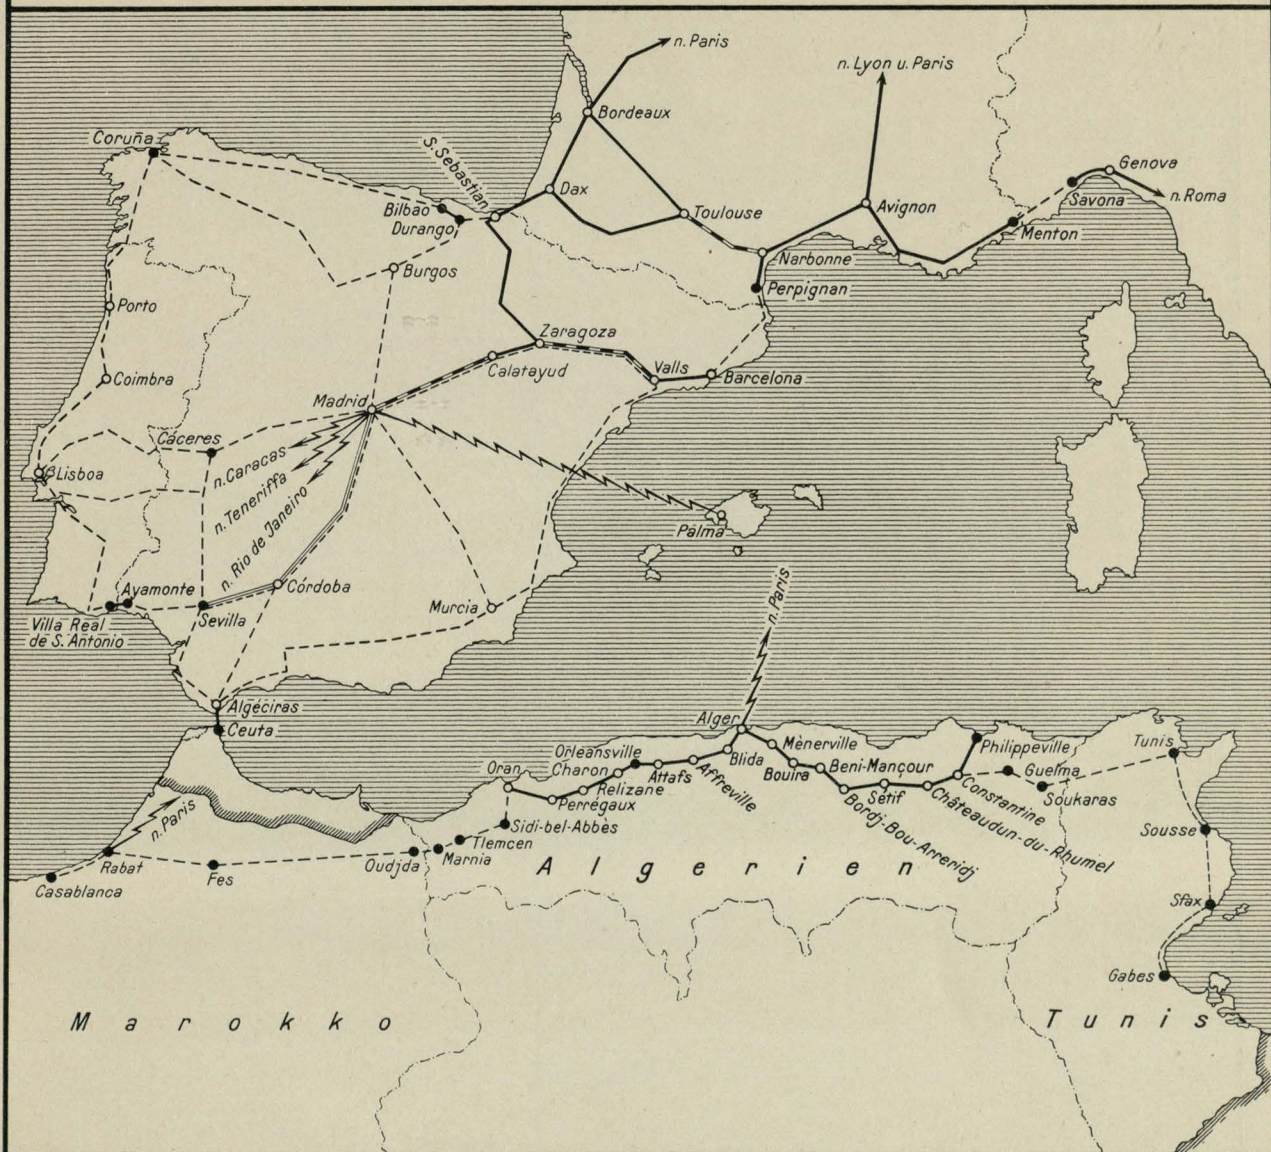 n. Paris
n. Lyon u. Paris
Bordeaux
Coruña
S. Sebastian
Genova
Dax
Savona
n. Roma
Bilbao
Durango
Toulouse
Avignon
Menton
Narbonne
Burgos
Perpignan
Porto
Zaragoza
Calatayud
Valls
Barcelona
Coimbra
Madrid
Cáceres
n. Caracas
Lisboa
n. Teneriffa
n. Rio de Janeiro
Palma
Ayamonte
Córdoba
Murcia
n. Paris
Villa Real
de S. Antonio
Sevilla
Algéciras
Ceuta
Alger
Orléansville
Mènerville
Philippeville
Tunis
Oran
Charon
Attafs
Affreville
Blida
Bouira
Beni-Mançour
Guelma
Relizane
Perrégaux
Sétif
Constantine
Soukaras
Bordj-Bou-Arreridj
Châteaudun-du-Rhumel
n. Paris
Sidi-bel-Abbès
Sousse
Tlemcen
Rabat
Fes
Oudjda
Marnia
Algerien
Casablanca
Sfax
Gabes
Marokko
Tunis